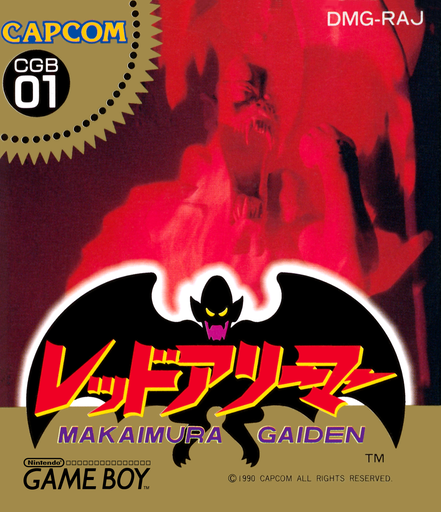 CAPCOM
DMG-RAJ
CGB
01
レッドアリーマー
MAKAIMURA GAIDEN
TM
Nintendo
GAME BOY TM
©1990 CAPCOM ALL RIGHTS RESERVED.